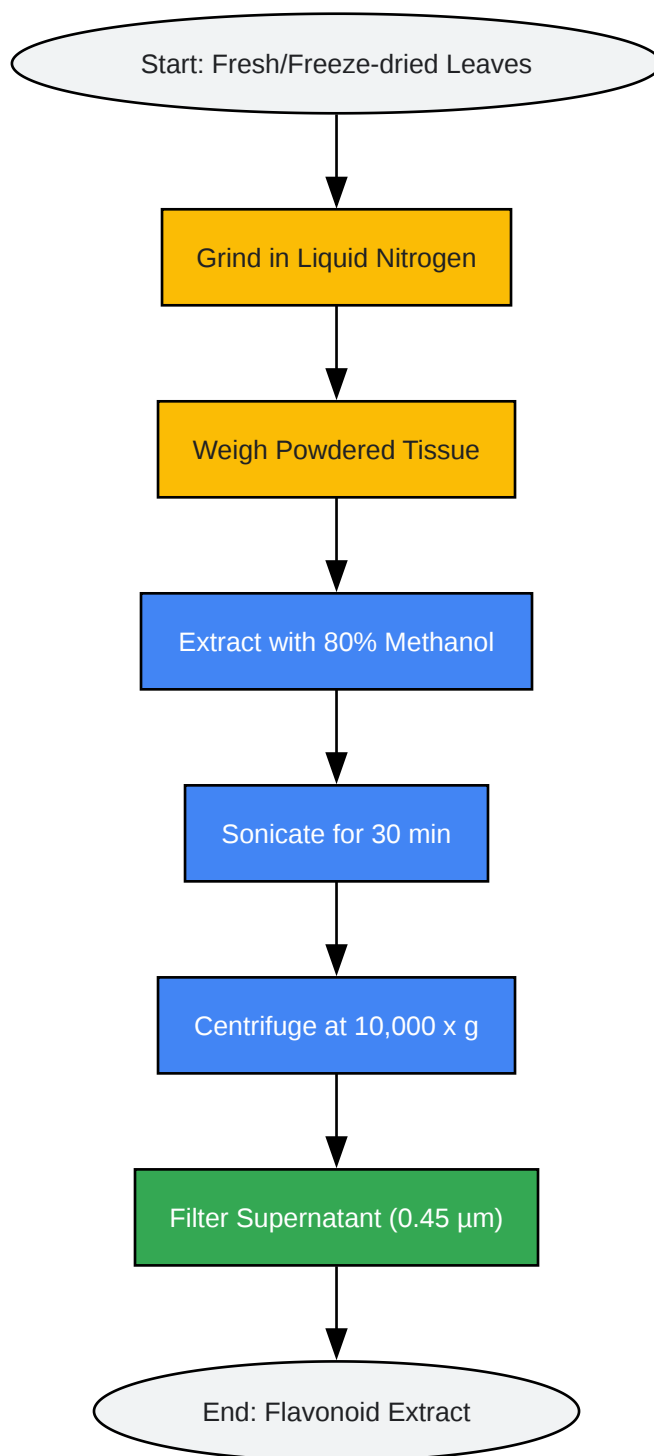 Start: Fresh/Freeze-dried Leaves
Grind in Liquid Nitrogen
Weigh Powdered Tissue
Extract with 80% Methanol
Sonicate for 30 min
Centrifuge at 10,000 x g
Filter Supernatant (0.45 µm)
End: Flavonoid Extract